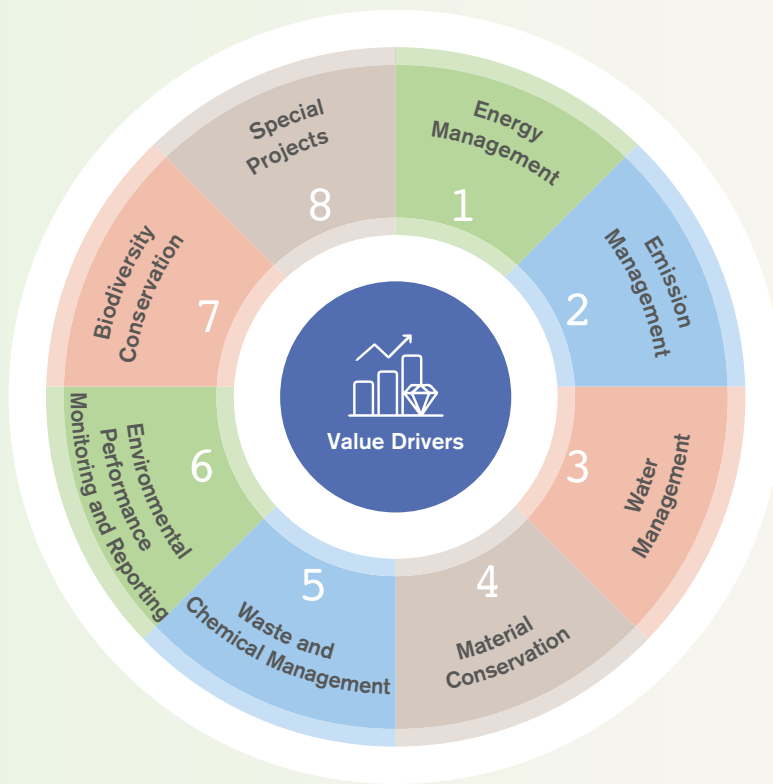 Value Drivers
1
Energy
Management
2
Emission
Management
3
Water
Management
4
Material
Conservation
5
Waste and
Chemical Management
6
Environmental
Performance
Monitoring and Reporting
7
Biodiversity
Conservation
8
Special
Projects